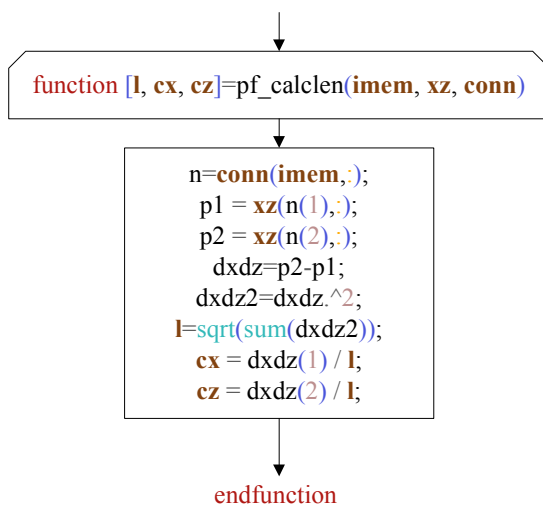 function [l, cx, cz]=pf_calclen(imem, xz, conn)
n=conn(imem,:);
p1 = xz(n(1),:);
p2 = xz(n(2),:);
dxdz=p2-p1;
dxdz2=dxdz.^2;
l=sqrt(sum(dxdz2));
cx = dxdz(1) / l;
cz = dxdz(2) / l;
endfunction